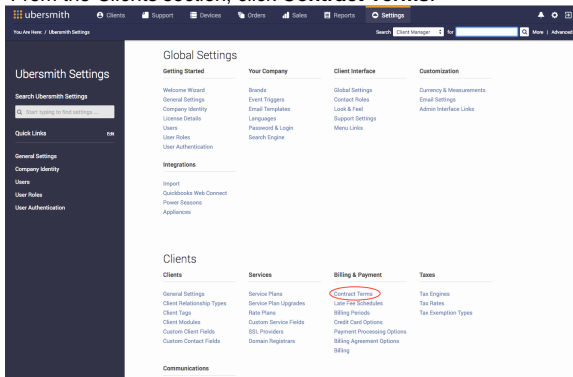 From the Clients section, click Contract Terms.
ubersmith Clients Support Devices Orders Sales Reports Settings
You Are Here: / Ubersmith Settings Search Client Manager for More | Advanced
Ubersmith Settings
Search Ubersmith Settings
Start typing to find settings ...
Quick Links Edit
General Settings
Company Identity
Users
User Roles
User Authentication
Global Settings
Getting Started
Welcome Wizard
General Settings
Company Identity
License Details
Users
User Roles
User Authentication
Your Company
Brands
Event Triggers
Email Templates
Languages
Password & Login
Search Engine
Client Interface
Global Settings
Contact Roles
Look & Feel
Support Settings
Menu Links
Customization
Currency & Measurements
Email Settings
Admin Interface Links
Integrations
Import
Quickbooks Web Connect
Power Seasons
Appliances
Clients
Clients
General Settings
Client Relationship Types
Client Tags
Client Modules
Custom Client Fields
Custom Contact Fields
Services
Service Plans
Service Plan Upgrades
Rate Plans
Custom Service Fields
SSL Providers
Domain Registrars
Billing & Payment
Contract Terms
Late Fee Schedules
Billing Periods
Credit Card Options
Payment Processing Options
Billing Agreement Options
Billing
Taxes
Tax Engines
Tax Rates
Tax Exemption Types
Communications